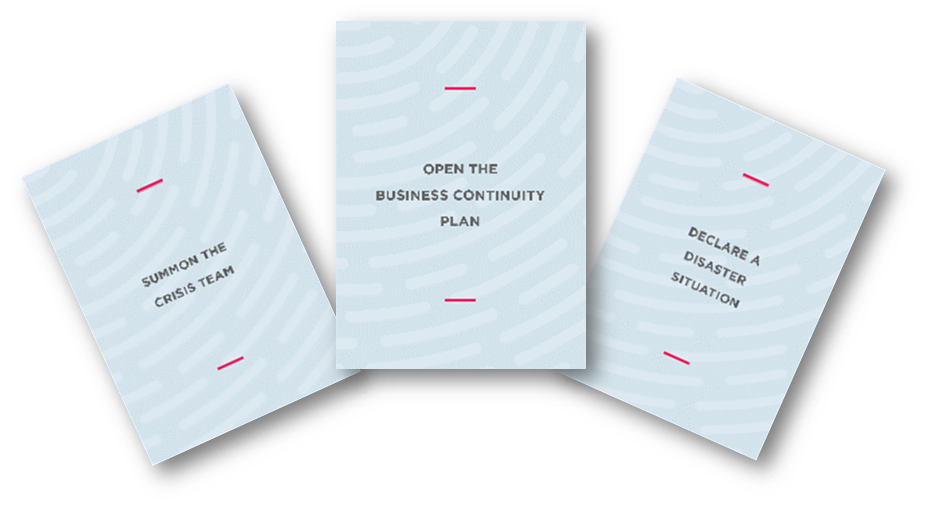 SUMMON THE
CRISIS TEAM
OPEN THE
BUSINESS CONTINUITY
PLAN
DECLARE A
DISASTER
SITUATION